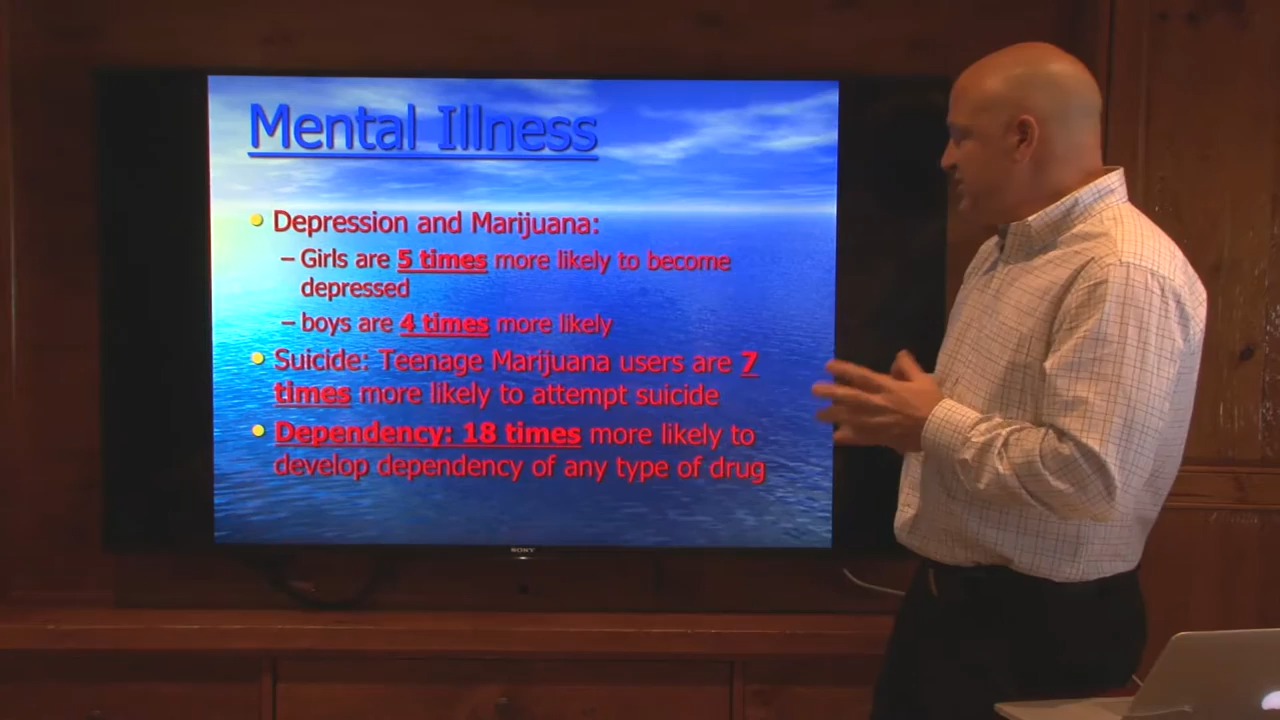 Mental Illness
• Depression and Marijuana:
– Girls are 5 times more likely to become
depressed
– boys are 4 times more likely
• Suicide: Teenage Marijuana users are 7
times more likely to attempt suicide
• Dependency: 18 times more likely to
develop dependency of any type of drug
SONY